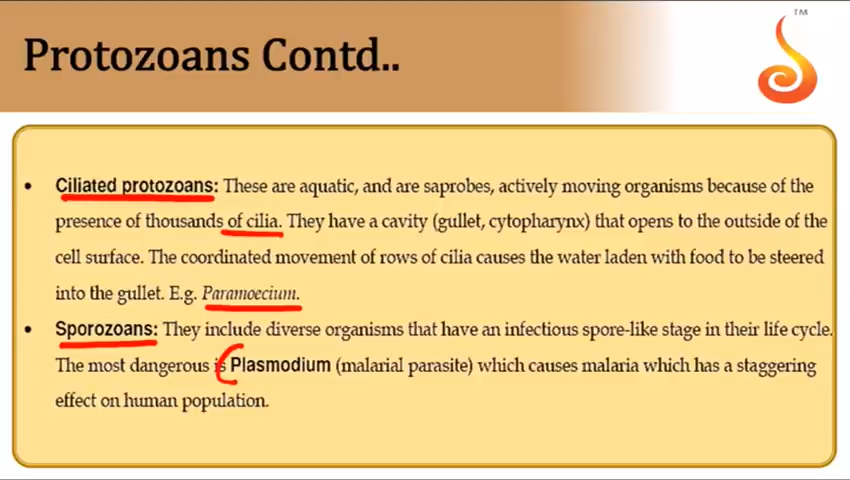 TM
Protozoans Contd..
• Ciliated protozoans: These are aquatic, and are saprobes, actively moving organisms because of the
presence of thousands of cilia. They have a cavity (gullet, cytopharynx) that opens to the outside of the
cell surface. The coordinated movement of rows of cilia causes the water laden with food to be steered
into the gullet. E.g. Paramoecium.
• Sporozoans: They include diverse organisms that have an infectious spore-like stage in their life cycle.
The most dangerous is Plasmodium (malarial parasite) which causes malaria which has a staggering
effect on human population.